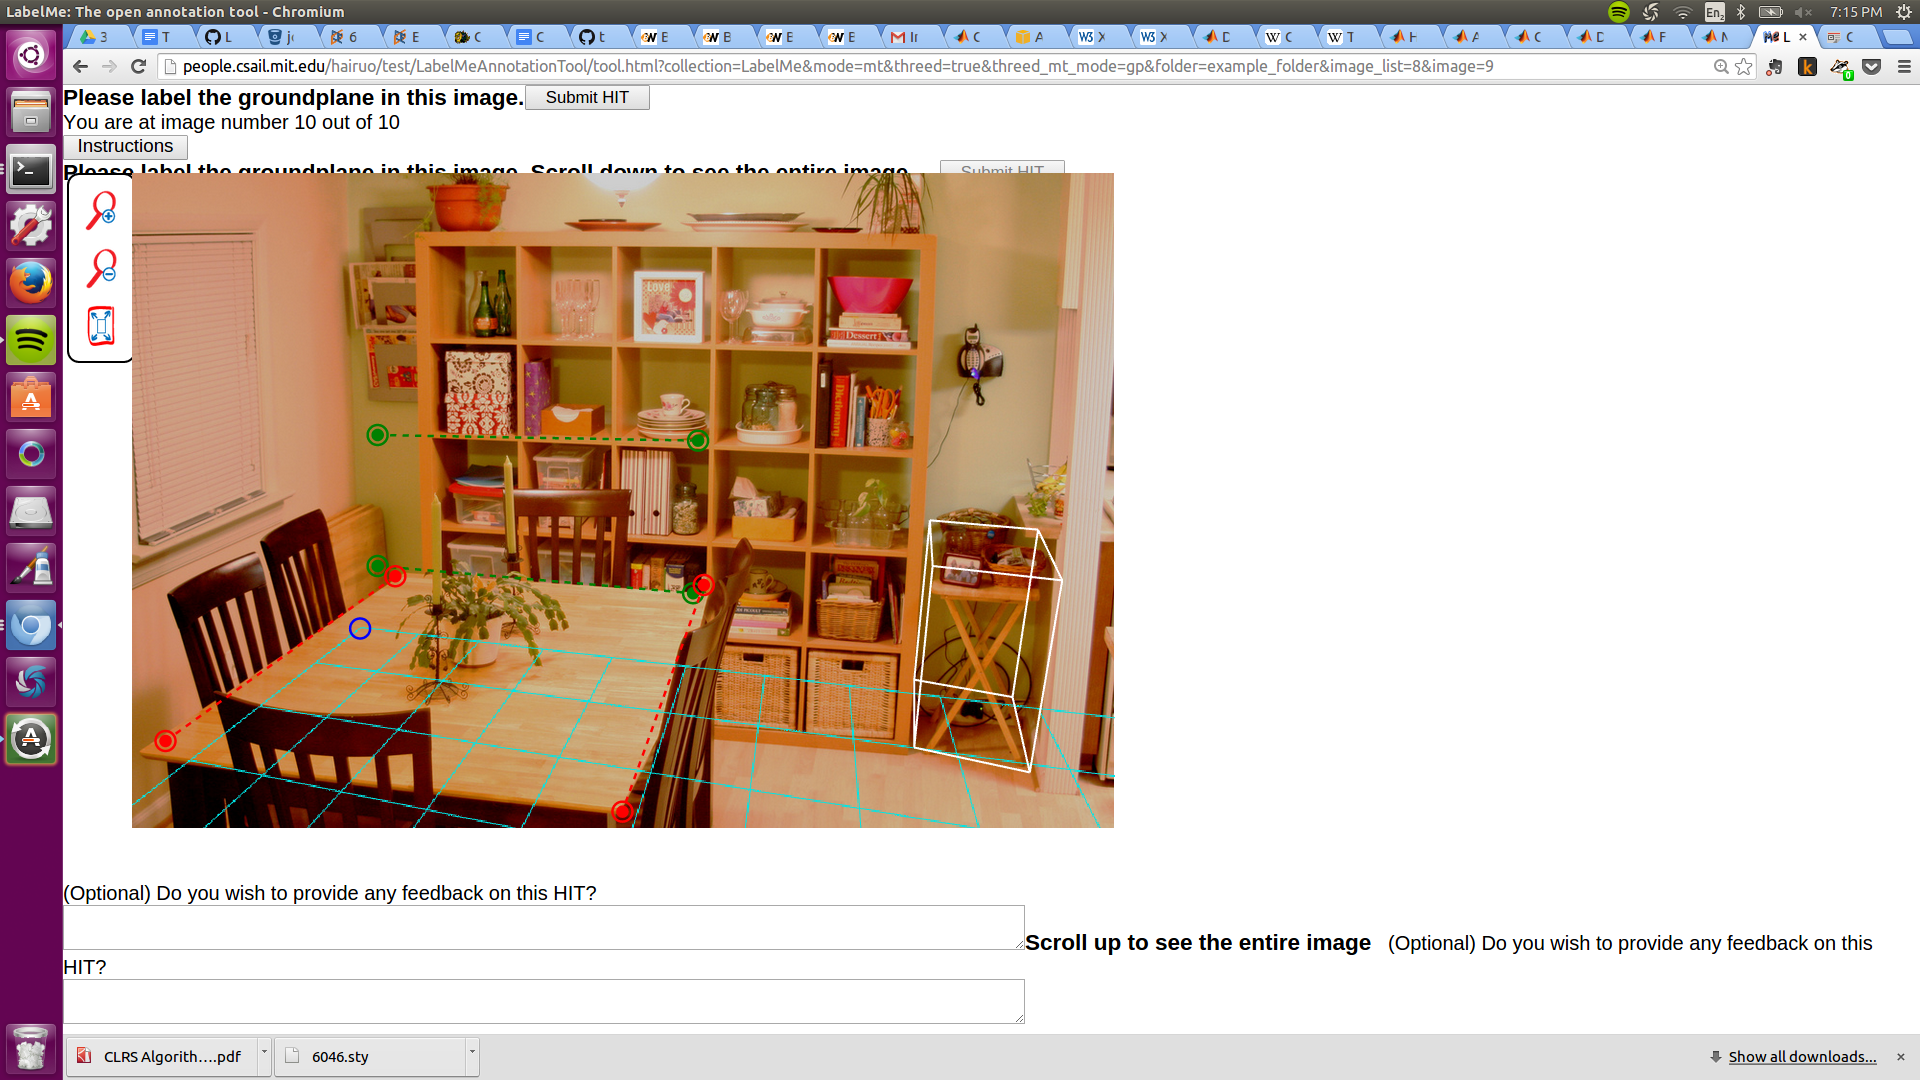 LabelMe: The open annotation tool - Chromium
En2
7:15 PM
3
T
L
6
E
C
C
t
E
B
E
E
C
A
X
X
D
C
T
H
A
C
D
F
L
C
people.csail.mit.edu/hairuo/test/LabelMeAnnotationTool/tool.html?collection=LabelMe&mode=mt&threed=true&threed_mt_mode=gp&folder=example_folder&image_list=8&image=9
0
Please label the groundplane in this image. Submit HIT
You are at image number 10 out of 10
Instructions
Please label the groundplane in this image. Scroll down to see the entire image. Submit HIT
LOVE
Dessert
Dictionary
(Optional) Do you wish to provide any feedback on this HIT?
Scroll up to see the entire image (Optional) Do you wish to provide any feedback on this
HIT?
CLRS Algorith....pdf
6046.sty
Show all downloads...